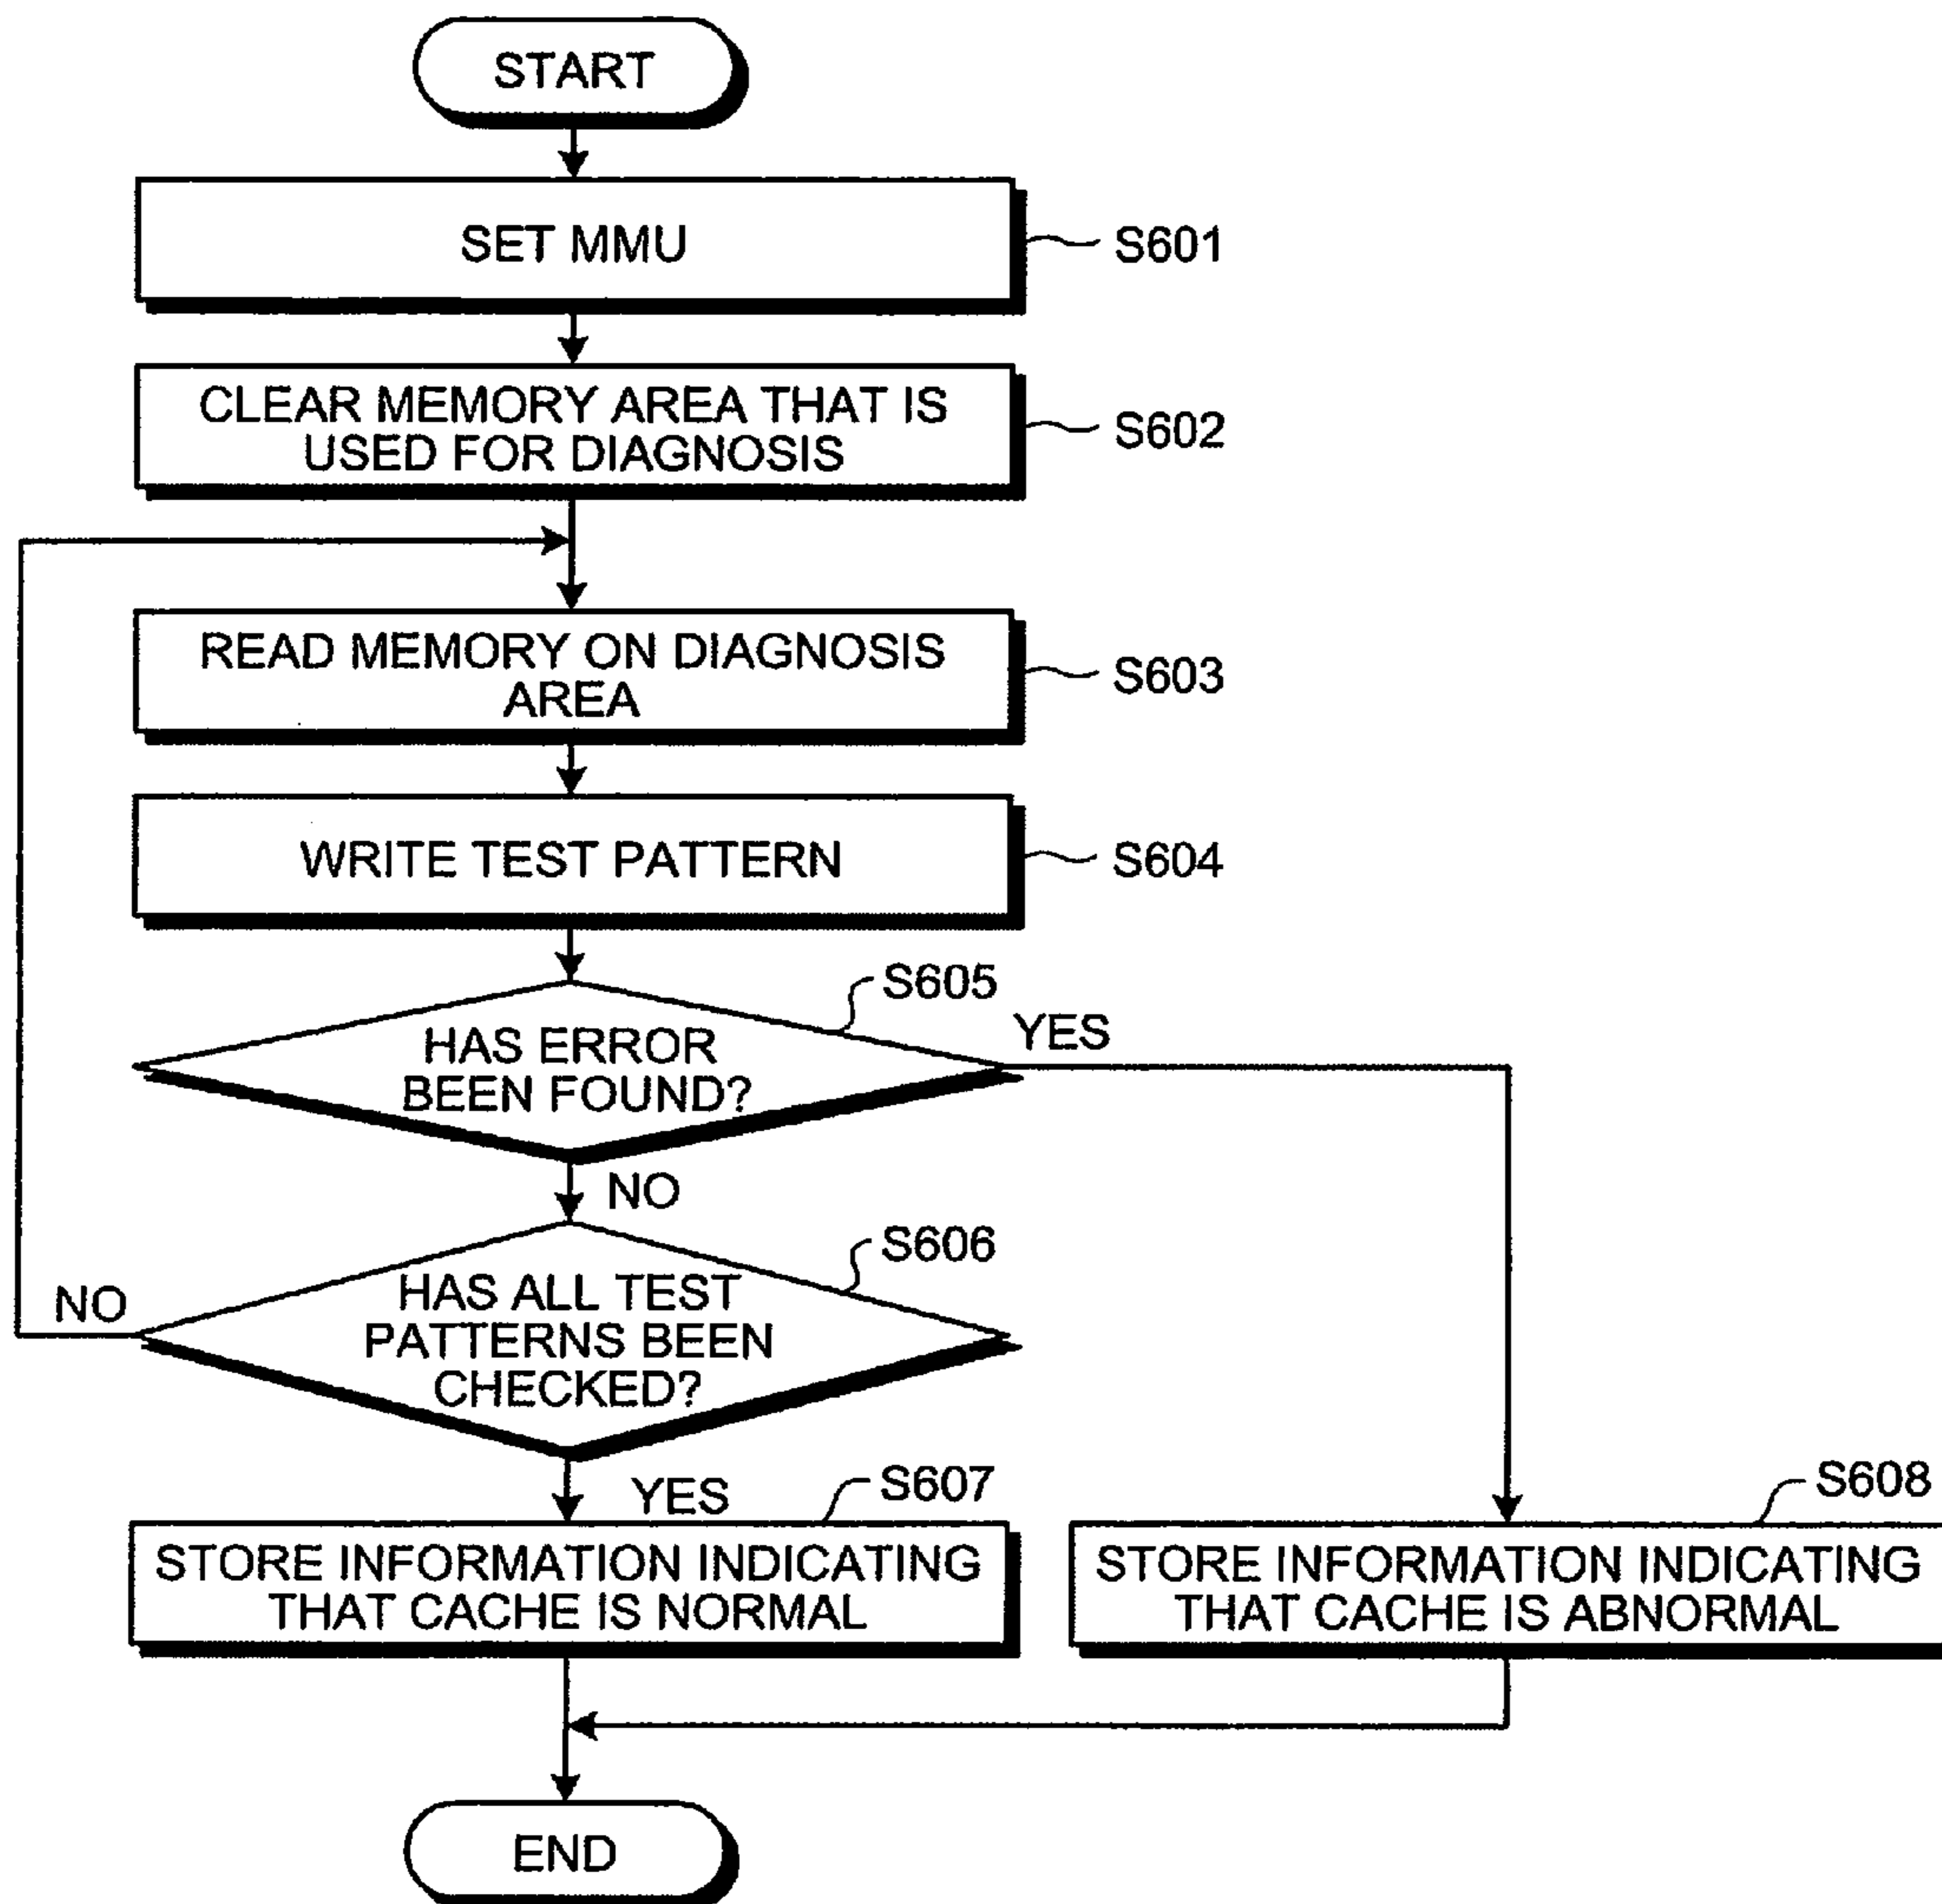 START
SET MMU
S601
CLEAR MEMORY AREA THAT IS
USED FOR DIAGNOSIS
S602
READ MEMORY ON DIAGNOSIS
AREA
S603
WRITE TEST PATTERN
S604
S605
HAS ERROR
BEEN FOUND?
YES
NO
S606
HAS ALL TEST
PATTERNS BEEN
CHECKED?
NO
YES
S607
STORE INFORMATION INDICATING
THAT CACHE IS NORMAL
S608
STORE INFORMATION INDICATING
THAT CACHE IS ABNORMAL
END